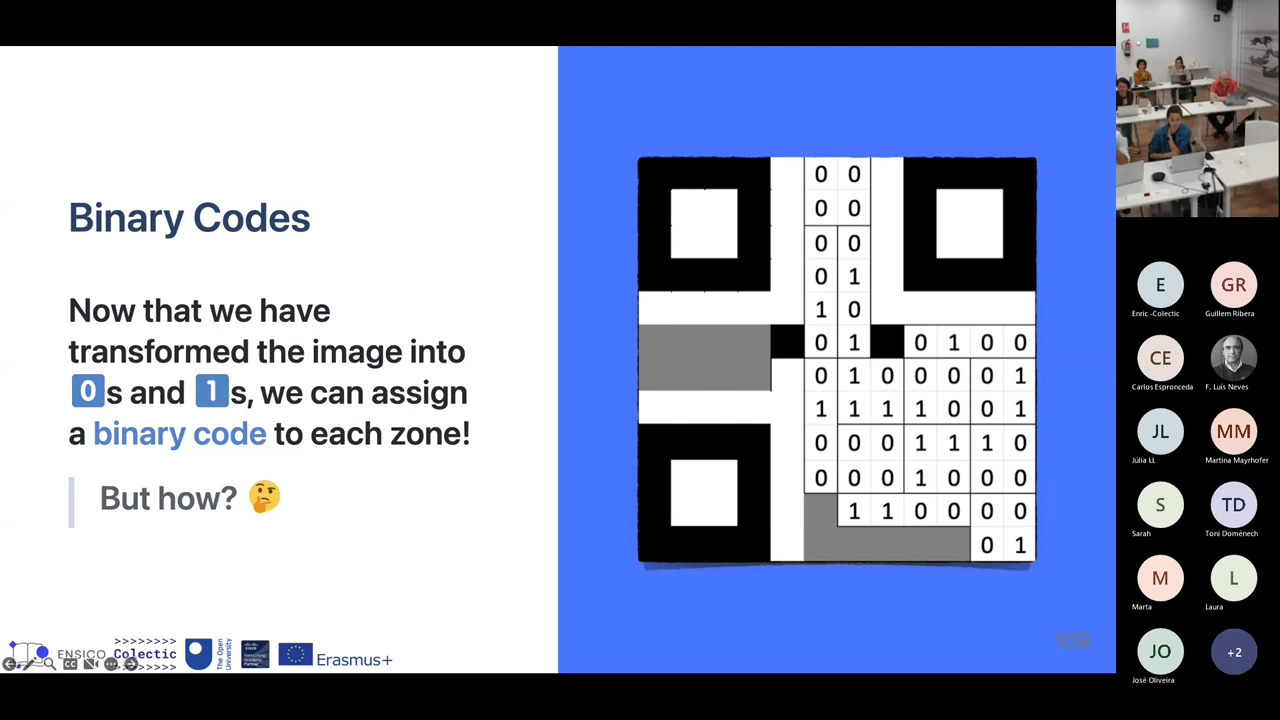 Binary Codes
Now that we have
transformed the image into
0s and 1s, we can assign
a binary code to each zone!
But how? 🤔
0 0
0 0
0 0
0 1
1 0
0 1 0 1 0 0
0 1 0 0 0 0 1
1 1 1 1 0 0 1
0 0 0 1 1 1 0
0 0 0 1 0 0 0
1 1 0 0 0 0
0 1
109
ENSICO
>>>>>>>>
Colectic
>>>>>>>>
The Open
University
Erasmus+
E
GR
Enric -Colectic
Guillem Ribera
CE
Carlos Espronceda
F. Luís Neves
JL
MM
Júlia LL
Martina Mayrhofer
S
TD
Sarah
Toni Domènech
M
L
Marta
Laura
JO
+2
José Oliveira